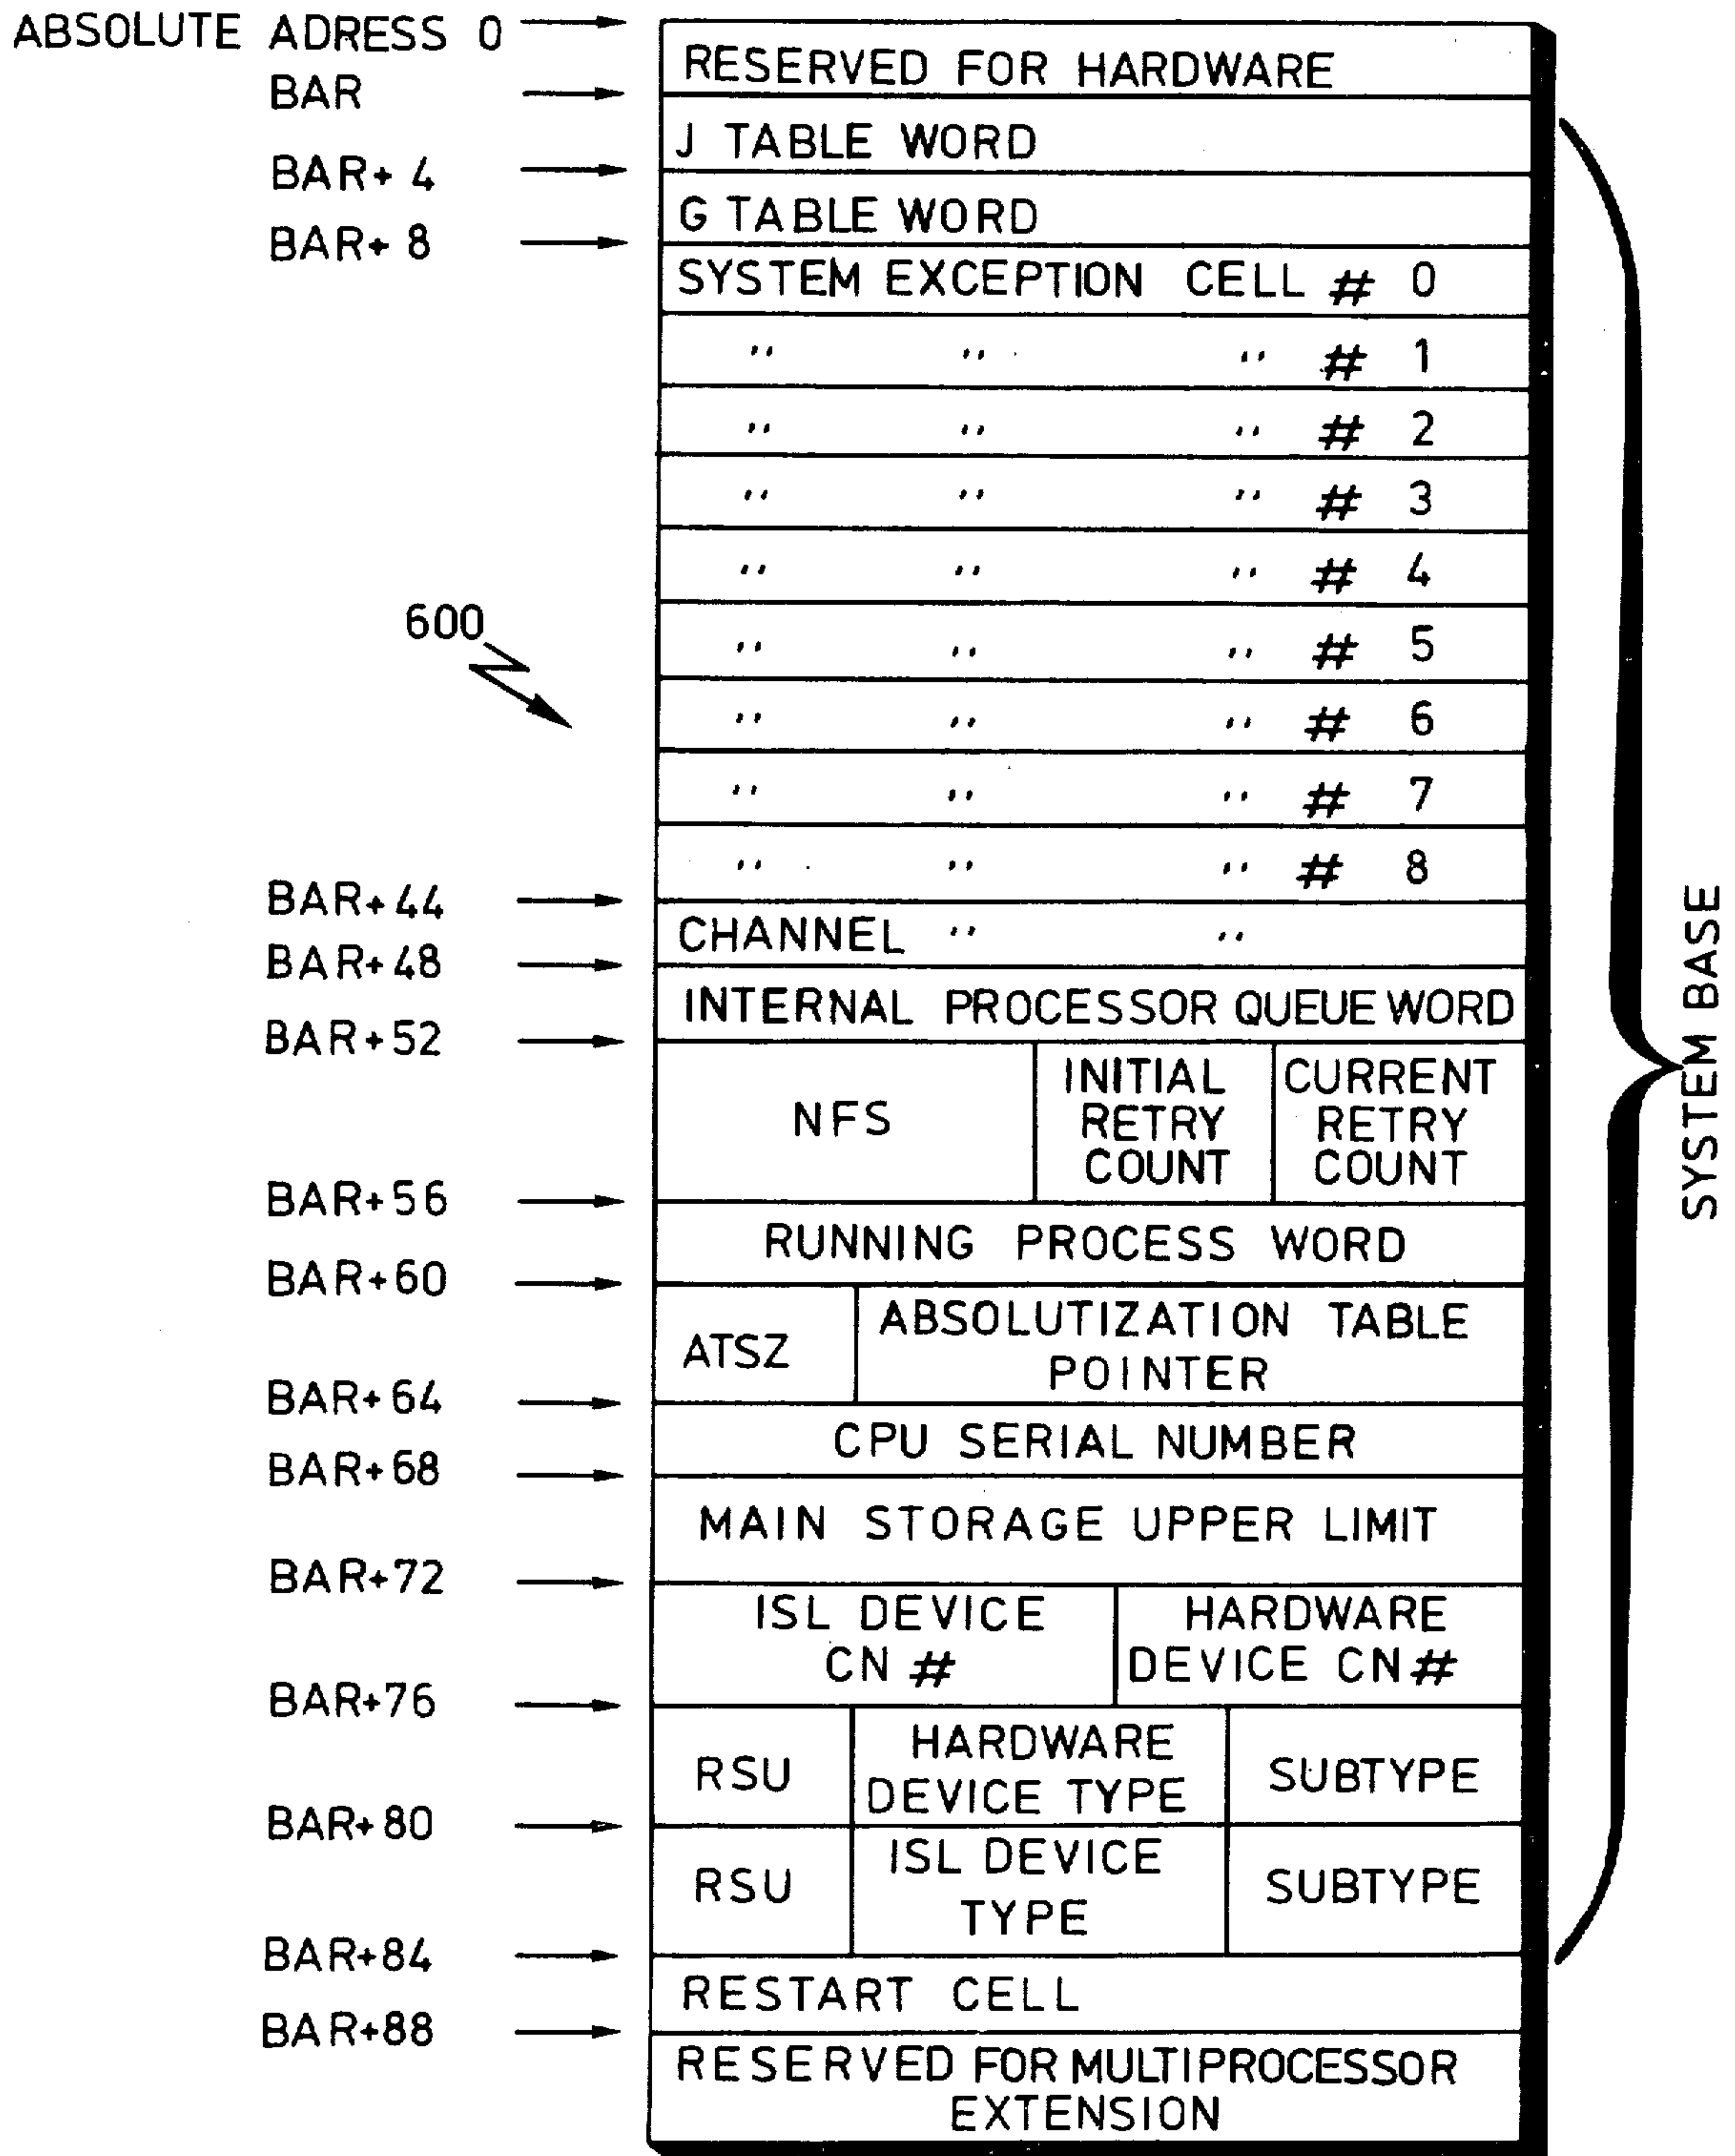 ABSOLUTE ADRESS 0
RESERVED FOR HARDWARE
BAR
J TABLE WORD
BAR+ 4
G TABLE WORD
BAR+ 8
SYSTEM EXCEPTION CELL # 0
" " " # 1
" " " # 2
" " " # 3
" " " # 4
600
" " " # 5
" " " # 6
" " " # 7
" " " # 8
BAR+44
CHANNEL " "
BAR+48
INTERNAL PROCESSOR QUEUE WORD
BAR+52
NFS
INITIAL
RETRY
COUNT
CURRENT
RETRY
COUNT
BAR+56
RUNNING PROCESS WORD
BAR+60
ATSZ
ABSOLUTIZATION TABLE
POINTER
BAR+64
CPU SERIAL NUMBER
BAR+68
MAIN STORAGE UPPER LIMIT
BAR+72
ISL DEVICE
CN #
HARDWARE
DEVICE CN #
BAR+76
RSU
HARDWARE
DEVICE TYPE
SUBTYPE
BAR+80
RSU
ISL DEVICE
TYPE
SUBTYPE
BAR+84
RESTART CELL
BAR+88
RESERVED FOR MULTIPROCESSOR
EXTENSION
SYSTEM BASE